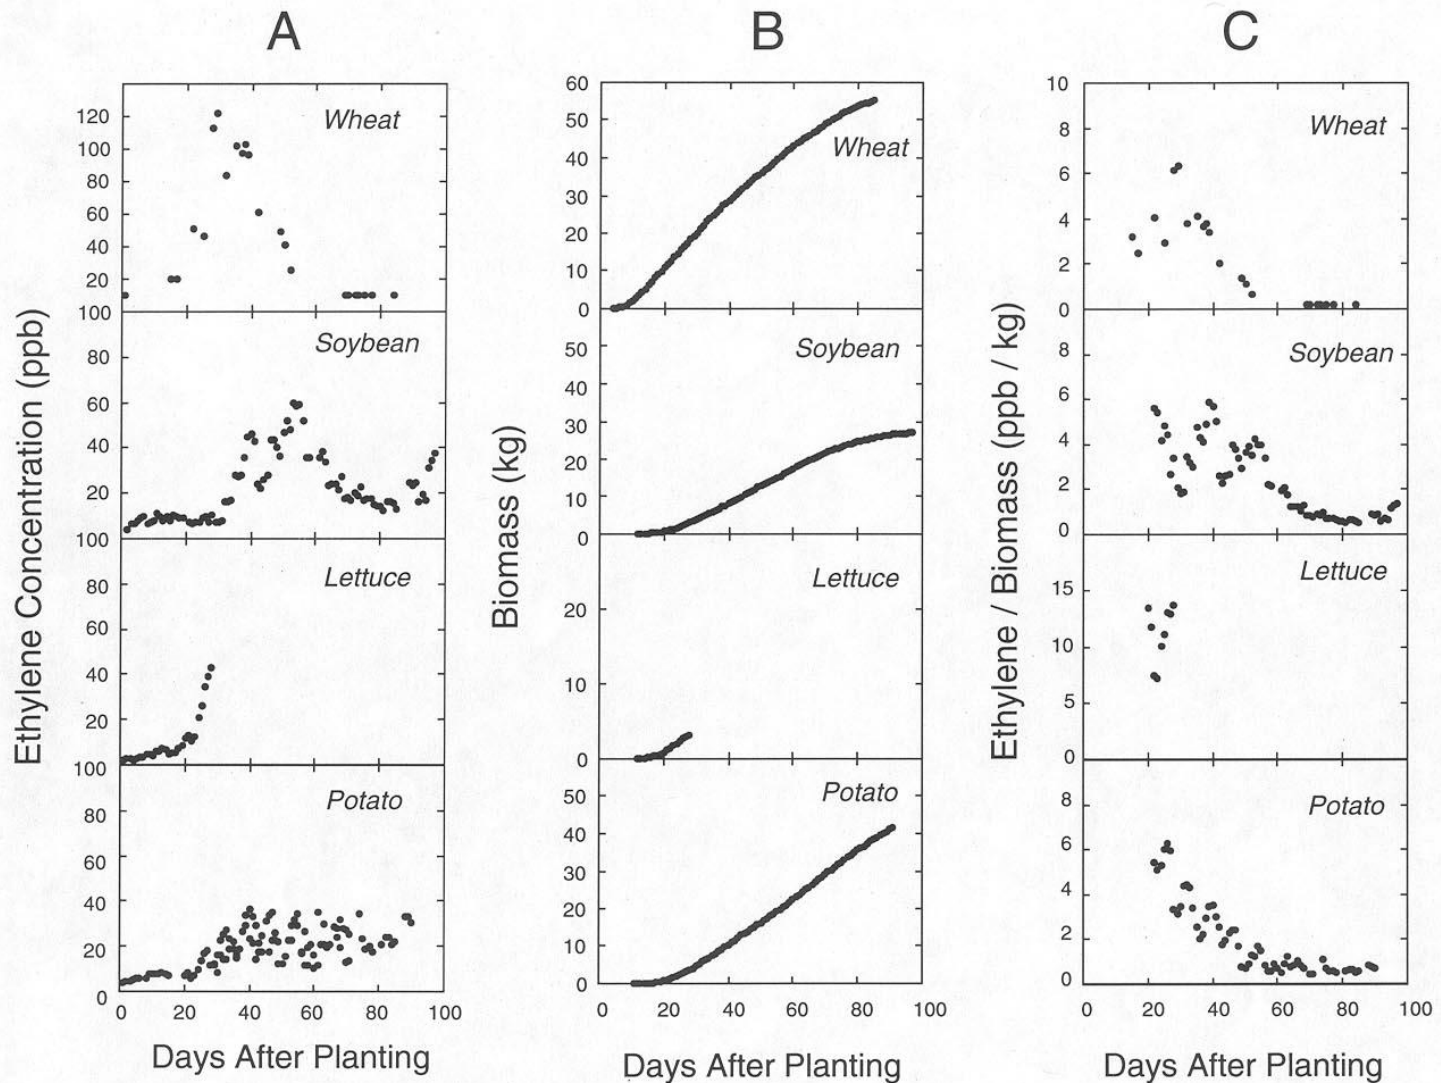 A
B
C
Ethylene Concentration (ppb)
120
100
80
60
40
20
Wheat
100
80
60
40
20
Soybean
100
80
60
40
20
Lettuce
100
80
60
40
20
0
Potato
0 20 40 60 80 100
Days After Planting
Biomass (kg)
60
50
40
30
20
10
0
Wheat
50
40
30
20
10
0
Soybean
20
10
0
Lettuce
50
40
30
20
10
0
Potato
0 20 40 60 80 100
Days After Planting
Ethylene / Biomass (ppb / kg)
10
8
6
4
2
0
Wheat
8
6
4
2
0
Soybean
15
10
5
0
Lettuce
8
6
4
2
0
Potato
0 20 40 60 80 100
Days After Planting